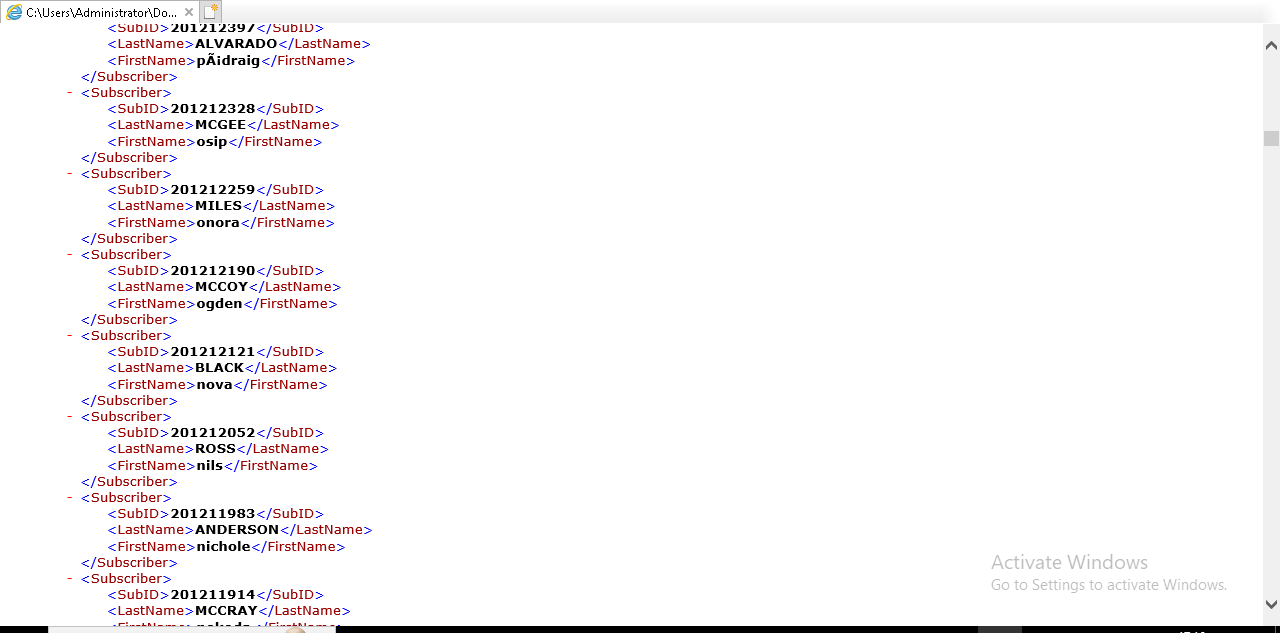 C:\Users\Administrator\Do...
<SubID>201212397</SubID>
<LastName>ALVARADO</LastName>
<FirstName>pÃ¡draig</FirstName>
</Subscriber>
- <Subscriber>
<SubID>201212328</SubID>
<LastName>MCGEE</LastName>
<FirstName>osip</FirstName>
</Subscriber>
- <Subscriber>
<SubID>201212259</SubID>
<LastName>MILES</LastName>
<FirstName>onora</FirstName>
</Subscriber>
- <Subscriber>
<SubID>201212190</SubID>
<LastName>MCCOY</LastName>
<FirstName>ogden</FirstName>
</Subscriber>
- <Subscriber>
<SubID>201212121</SubID>
<LastName>BLACK</LastName>
<FirstName>nova</FirstName>
</Subscriber>
- <Subscriber>
<SubID>201212052</SubID>
<LastName>ROSS</LastName>
<FirstName>nils</FirstName>
</Subscriber>
- <Subscriber>
<SubID>201211983</SubID>
<LastName>ANDERSON</LastName>
<FirstName>nichole</FirstName>
</Subscriber>
- <Subscriber>
<SubID>201211914</SubID>
<LastName>MCCRAY</LastName>
Activate Windows
Go to Settings to activate Windows.